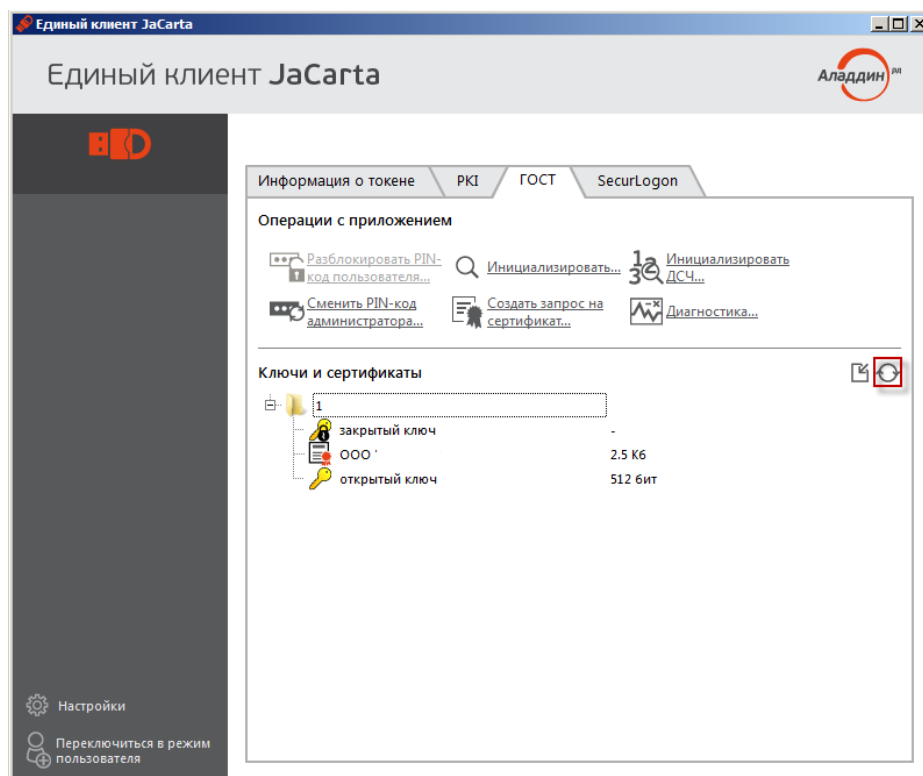 Единый клиент JaCarta
Единый клиент JaCarta
Аладдин РД
Информация о токене
PKI
ГОСТ
SecurLogon
Операции с приложением
Разблокировать PIN-
код пользователя...
Инициализировать...
Инициализировать
ДСЧ...
Сменить PIN-код
администратора...
Создать запрос на
сертификат...
Диагностика...
Ключи и сертификаты
1
закрытый ключ -
ООО ' 2.5 Кб
открытый ключ 512 бит
Настройки
Переключиться в режим
пользователя